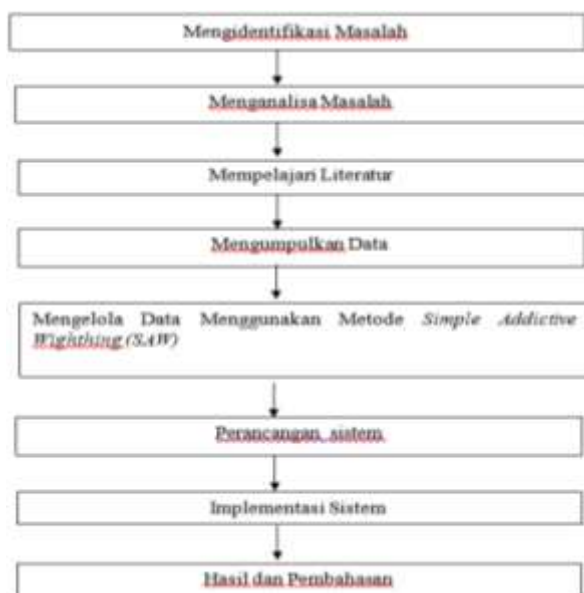 Mengidentifikasi Masalah
Menganalisa Masalah
Mempelajari Literatur
Mengumpulkan Data
Mengelola Data Menggunakan Metode Simple Addictive
Wighthing (SAW)
Perancangan sistem
Implementasi Sistem
Hasil dan Pembahasan